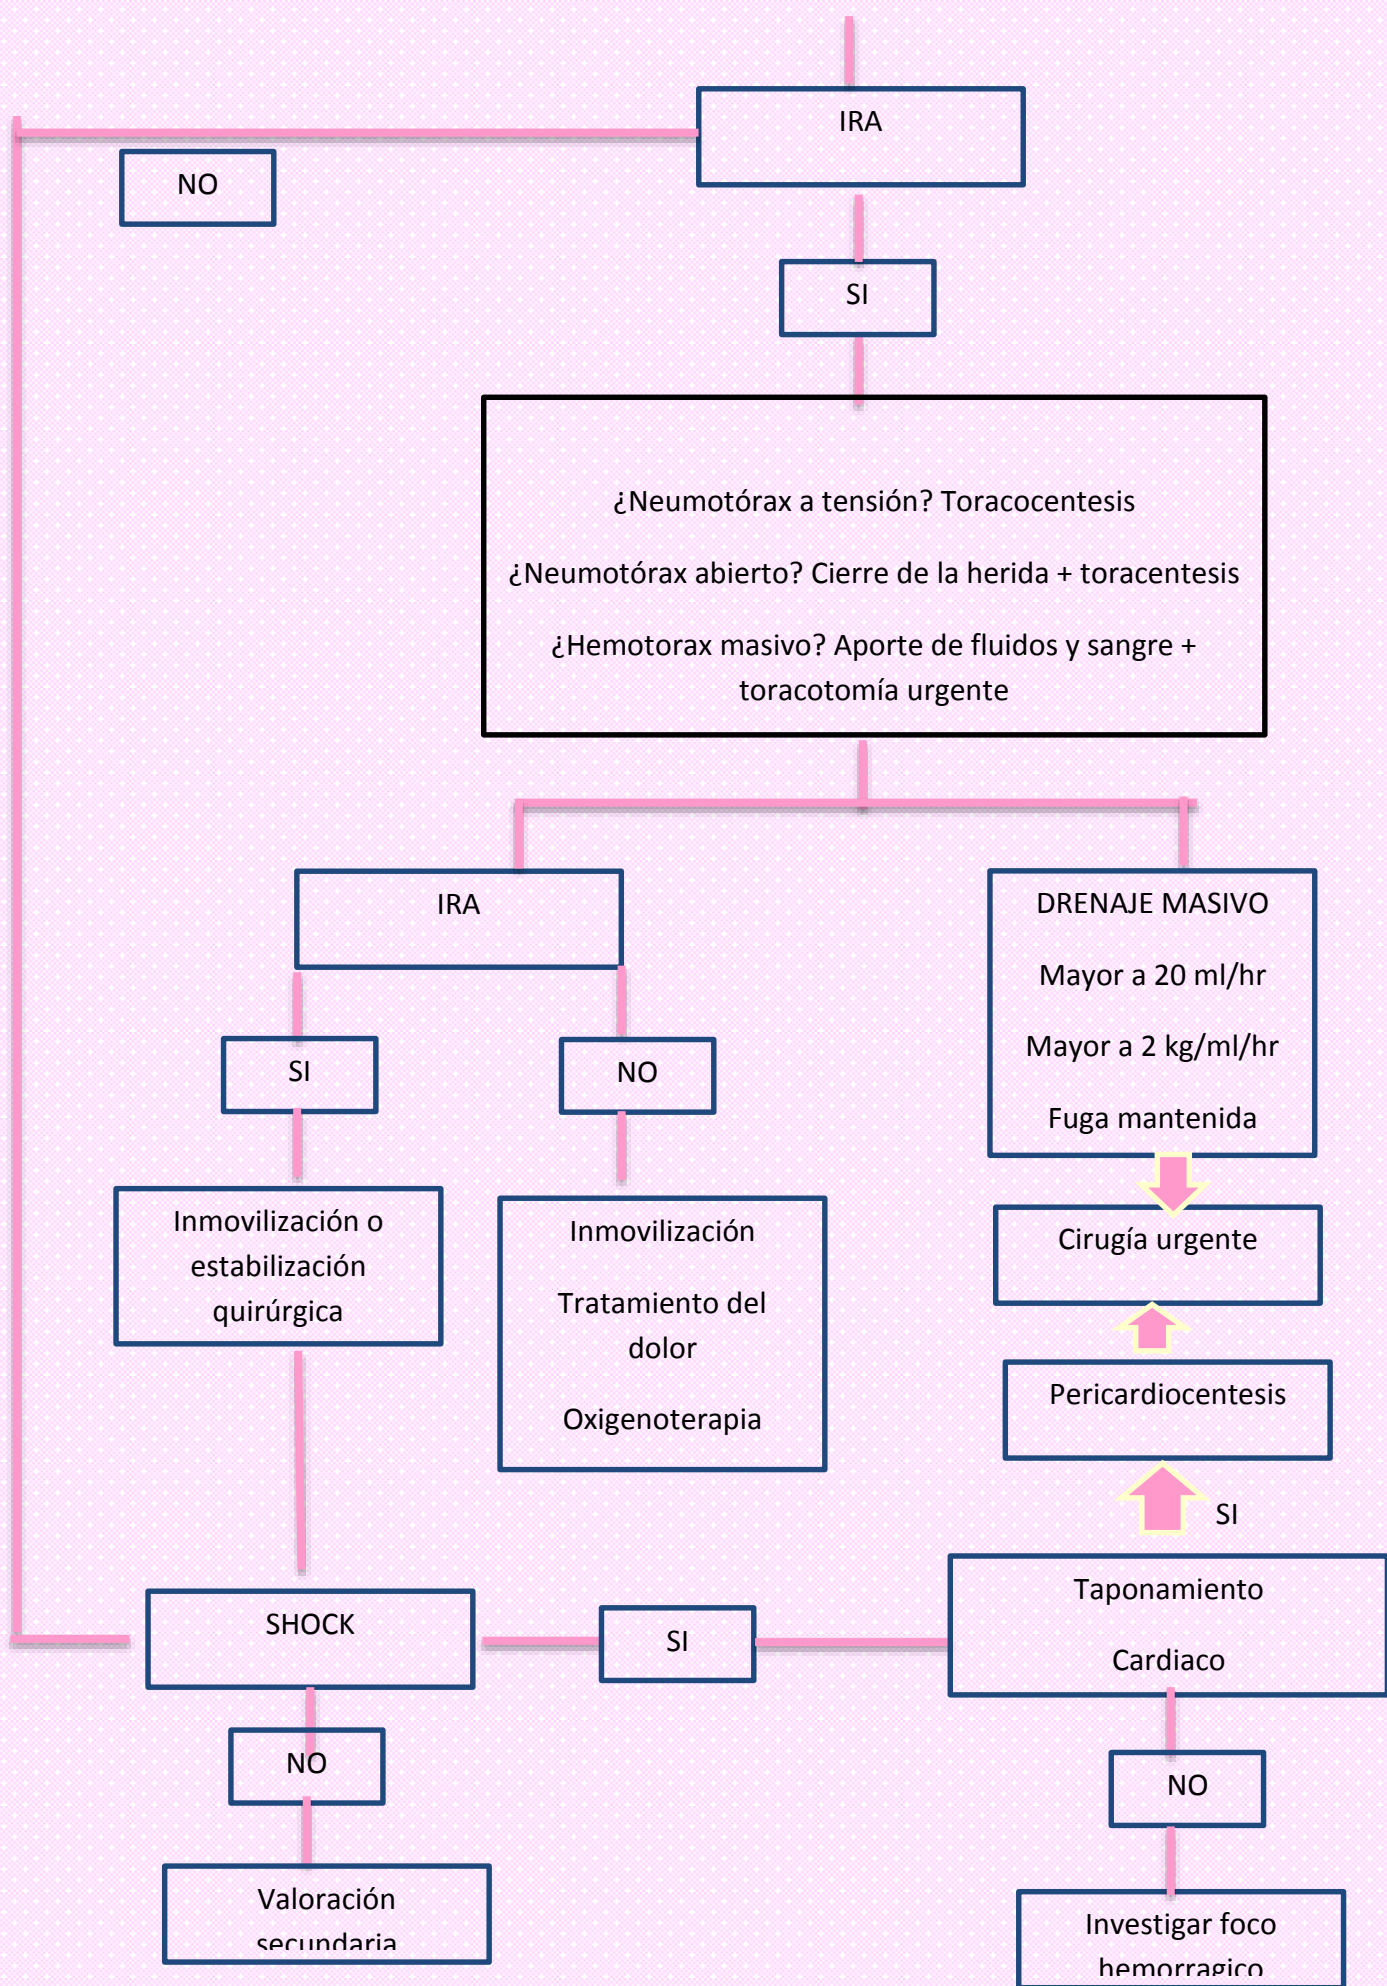 IRA
NO
SI
¿Neumotórax a tensión? Toracocentesis
¿Neumotórax abierto? Cierre de la herida + toracentesis
¿Hemotorax masivo? Aporte de fluidos y sangre +
toracotomía urgente
IRA
DRENAJE MASIVO
Mayor a 20 ml/hr
Mayor a 2 kg/ml/hr
Fuga mantenida
SI
NO
Inmovilización o
estabilización
quirúrgica
Inmovilización
Tratamiento del
dolor
Oxigenoterapia
Cirugía urgente
Pericardiocentesis
SI
SHOCK
SI
Taponamiento
Cardiaco
NO
NO
Valoración
secundaria
Investigar foco
hemorragico